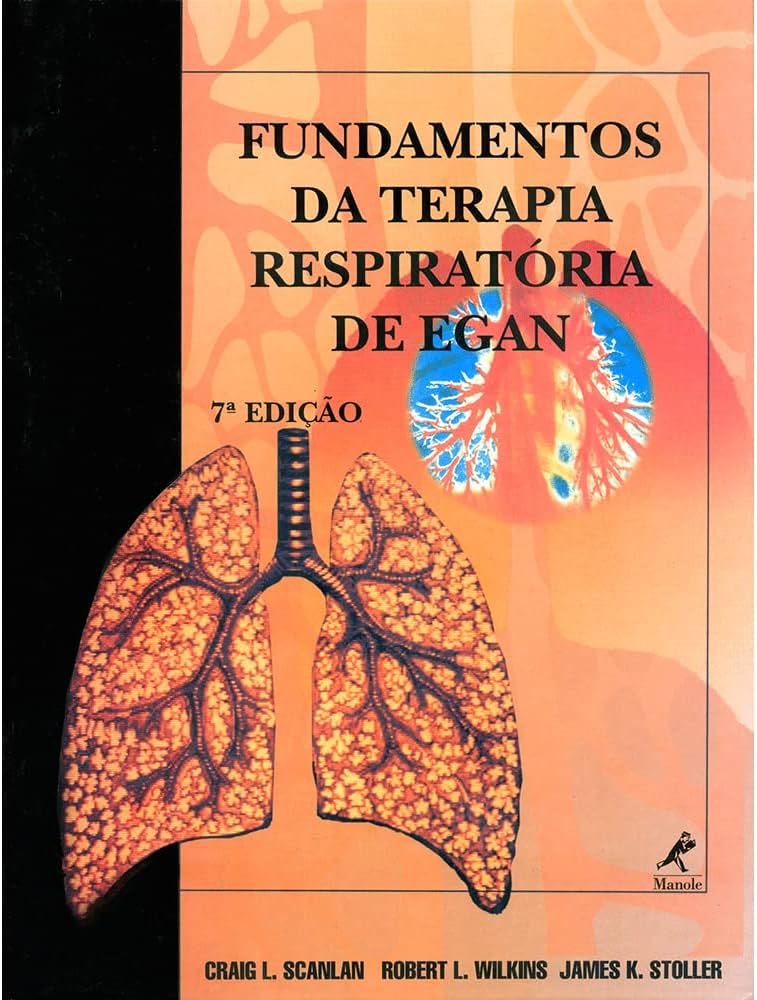 FUNDAMENTOS
DA TERAPIA
RESPIRATÓRIA
DE EGAN
7ª EDIÇÃO
Manole
CRAIG L. SCANLAN ROBERT L. WILKINS JAMES K. STOLLER